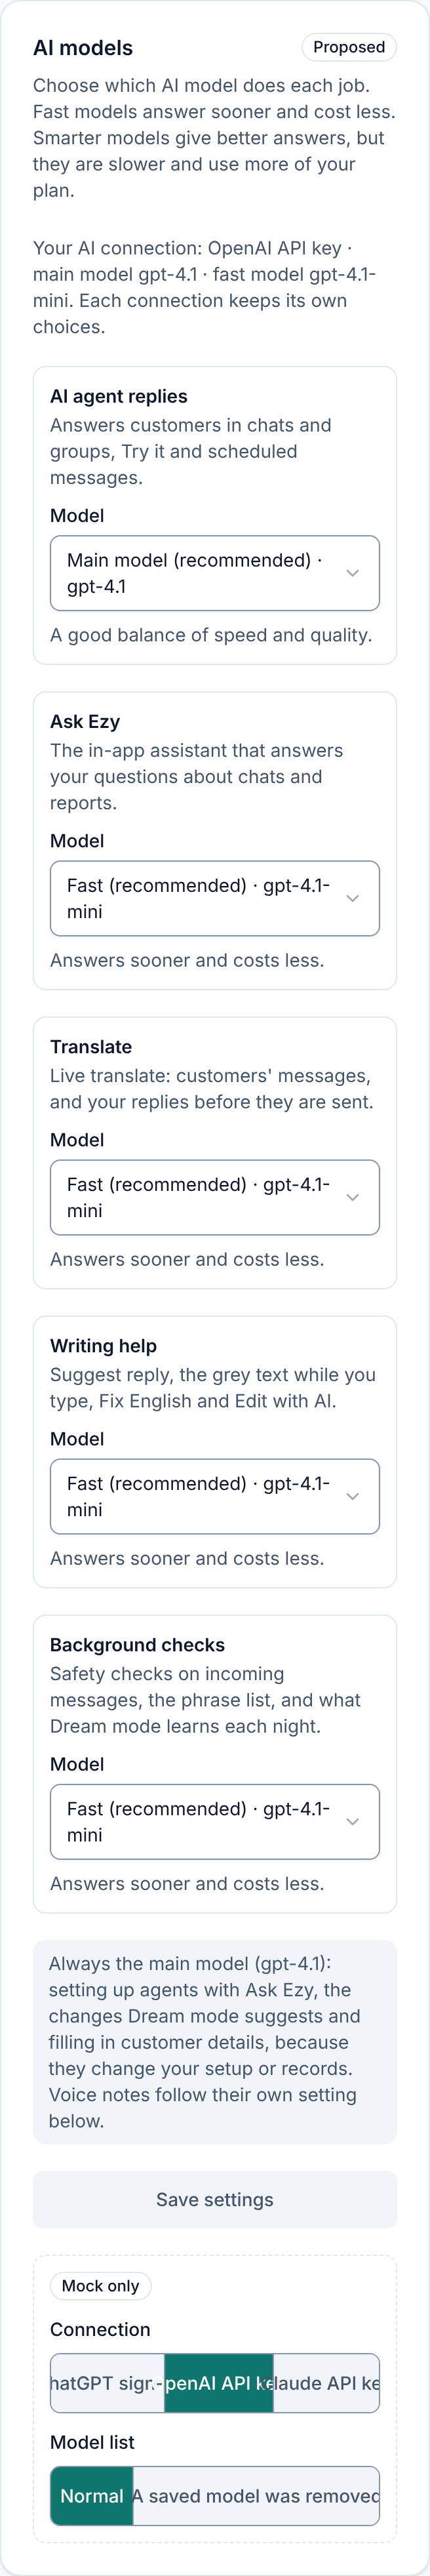 AI models
Proposed
Choose which AI model does each job.
Fast models answer sooner and cost less.
Smarter models give better answers, but
they are slower and use more of your
plan.
Your AI connection: OpenAI API key ·
main model gpt-4.1 · fast model gpt-4.1-
mini. Each connection keeps its own
choices.
AI agent replies
Answers customers in chats and
groups, Try it and scheduled
messages.
Model
Main model (recommended) ·
gpt-4.1
A good balance of speed and quality.
Ask Ezy
The in-app assistant that answers
your questions about chats and
reports.
Model
Fast (recommended) · gpt-4.1-
mini
Answers sooner and costs less.
Translate
Live translate: customers' messages,
and your replies before they are sent.
Model
Fast (recommended) · gpt-4.1-
mini
Answers sooner and costs less.
Writing help
Suggest reply, the grey text while you
type, Fix English and Edit with AI.
Model
Fast (recommended) · gpt-4.1-
mini
Answers sooner and costs less.
Background checks
Safety checks on incoming
messages, the phrase list, and what
Dream mode learns each night.
Model
Fast (recommended) · gpt-4.1-
mini
Answers sooner and costs less.
Always the main model (gpt-4.1):
setting up agents with Ask Ezy, the
changes Dream mode suggests and
filling in customer details, because
they change your setup or records.
Voice notes follow their own setting
below.
Save settings
Mock only
Connection
hatGPT sign- penAI API k laude API ke
Model list
Normal A saved model was removed